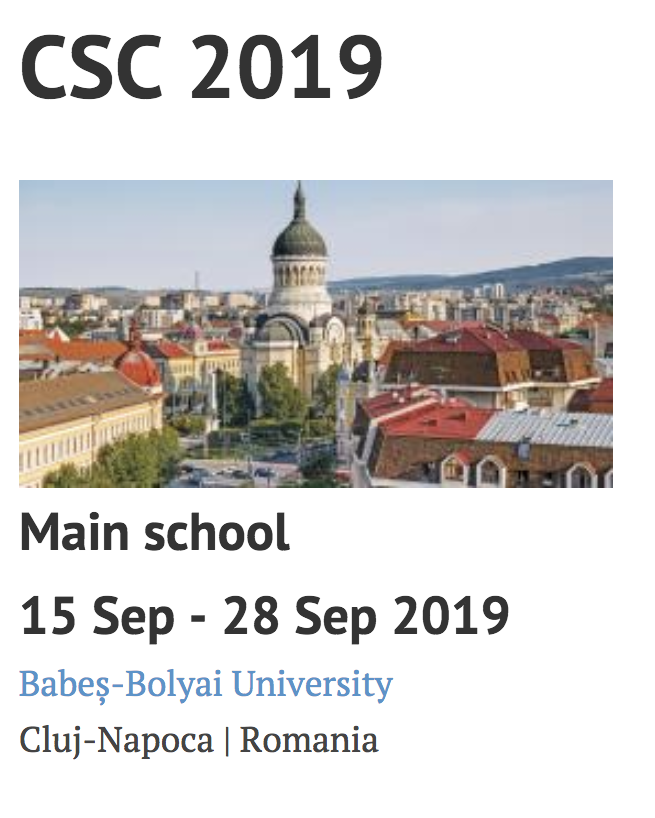 CSC 2019
Main school
15 Sep - 28 Sep 2019
Babeș-Bolyai University
Cluj-Napoca | Romania